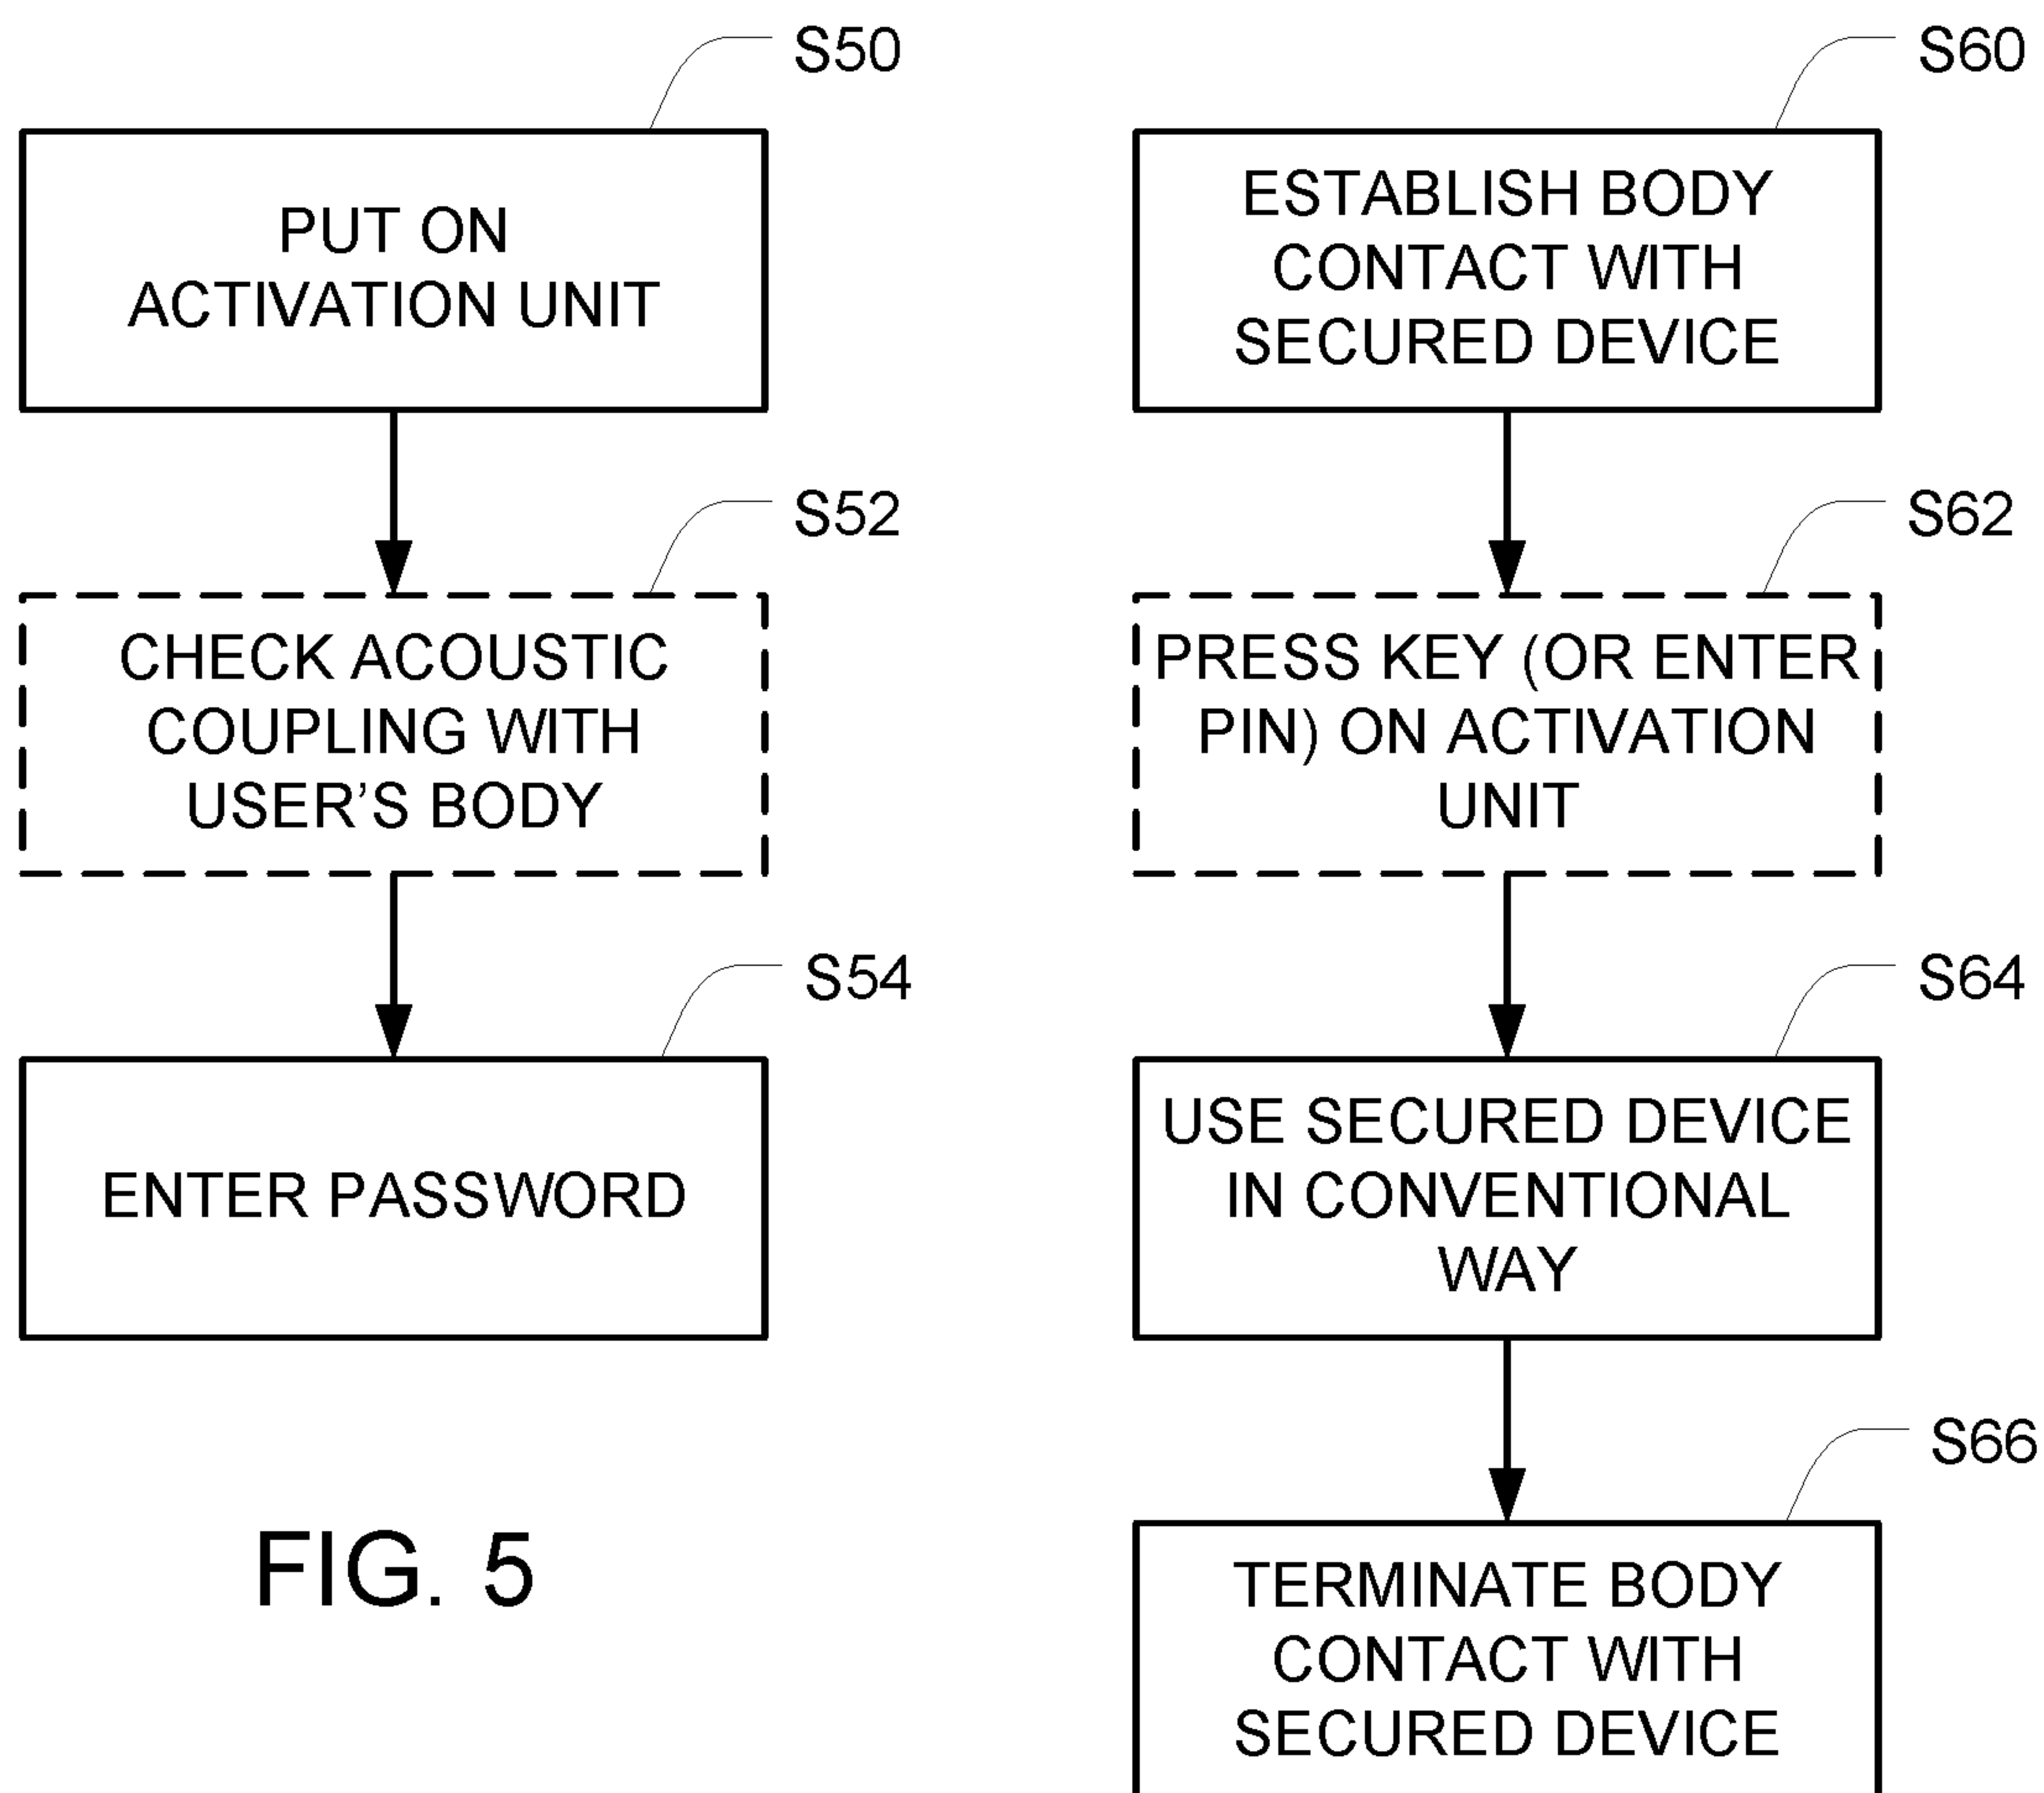 S50
PUT ON
ACTIVATION UNIT
S52
CHECK ACOUSTIC
COUPLING WITH
USER’S BODY
S54
ENTER PASSWORD
FIG. 5
S60
ESTABLISH BODY
CONTACT WITH
SECURED DEVICE
S62
PRESS KEY (OR ENTER
PIN) ON ACTIVATION
UNIT
S64
USE SECURED DEVICE
IN CONVENTIONAL
WAY
S66
TERMINATE BODY
CONTACT WITH
SECURED DEVICE